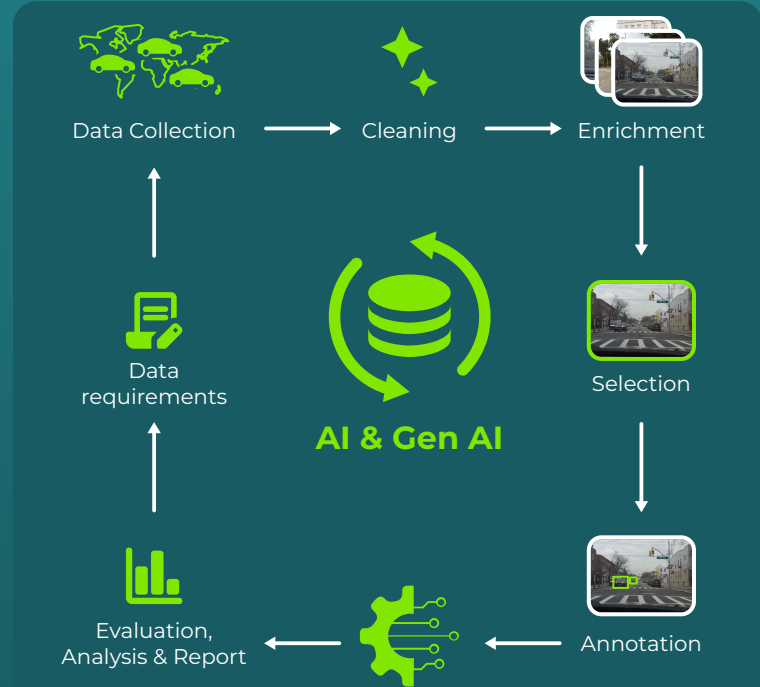 Data Collection
Cleaning
Enrichment
Data
requirements
Selection
AI & Gen AI
Evaluation,
Analysis & Report
Annotation